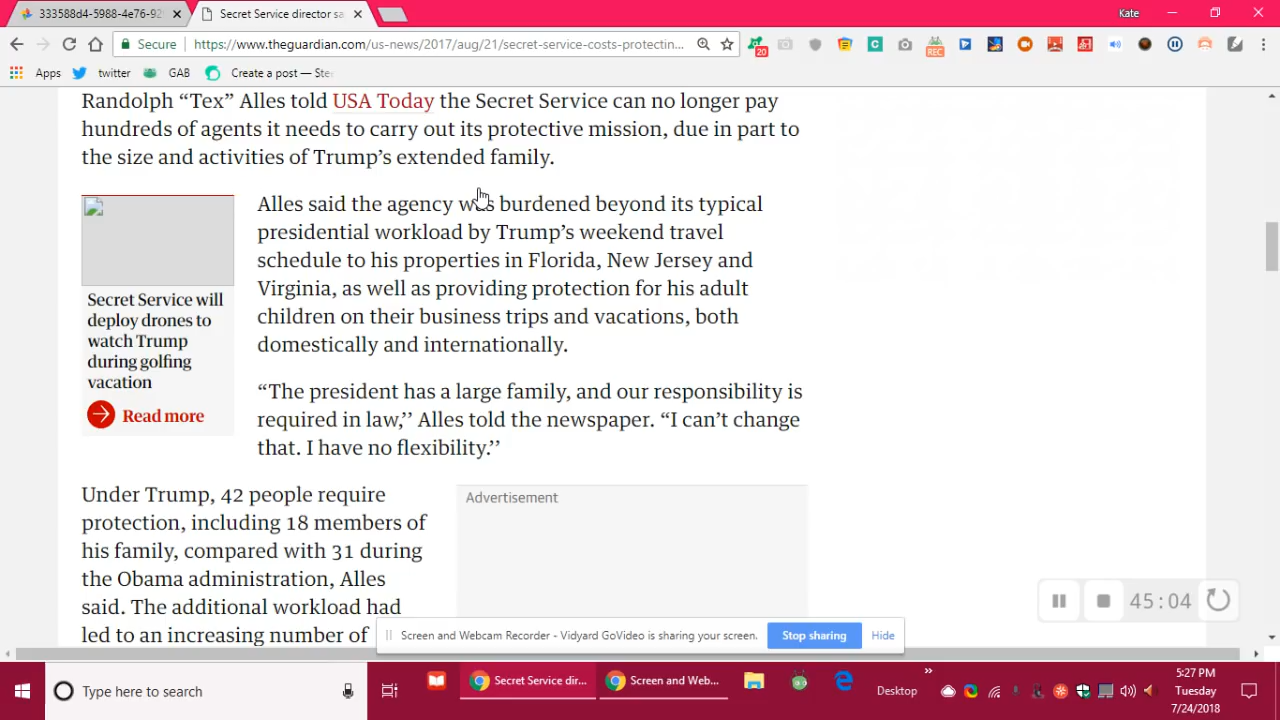 333588d4-5988-4e76-92
Secret Service director sa
Kate
Secure
https://www.theguardian.com/us-news/2017/aug/21/secret-service-costs-protectin...
20
REC
Apps
twitter
GAB
Create a post — Ste
Randolph “Tex” Alles told USA Today the Secret Service can no longer pay
hundreds of agents it needs to carry out its protective mission, due in part to
the size and activities of Trump’s extended family.
Alles said the agency was burdened beyond its typical
presidential workload by Trump’s weekend travel
schedule to his properties in Florida, New Jersey and
Virginia, as well as providing protection for his adult
children on their business trips and vacations, both
domestically and internationally.
Secret Service will
deploy drones to
watch Trump
during golfing
vacation
Read more
“The president has a large family, and our responsibility is
required in law,’’ Alles told the newspaper. “I can’t change
that. I have no flexibility.’’
Under Trump, 42 people require
protection, including 18 members of
his family, compared with 31 during
the Obama administration, Alles
said. The additional workload had
led to an increasing number of
Advertisement
45:04
Screen and Webcam Recorder - Vidyard GoVideo is sharing your screen.
Stop sharing
Hide
Type here to search
Secret Service dir...
Screen and Web...
Desktop
5:27 PM
Tuesday
7/24/2018